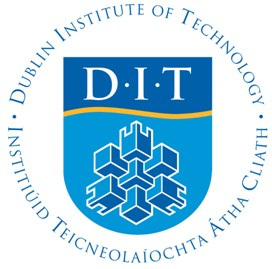 DUBLIN INSTITUTE OF TECHNOLOGY
D·I·T
INSTITIÚID TEICNEOLAÍOCHTA ÁTHA CLIATH